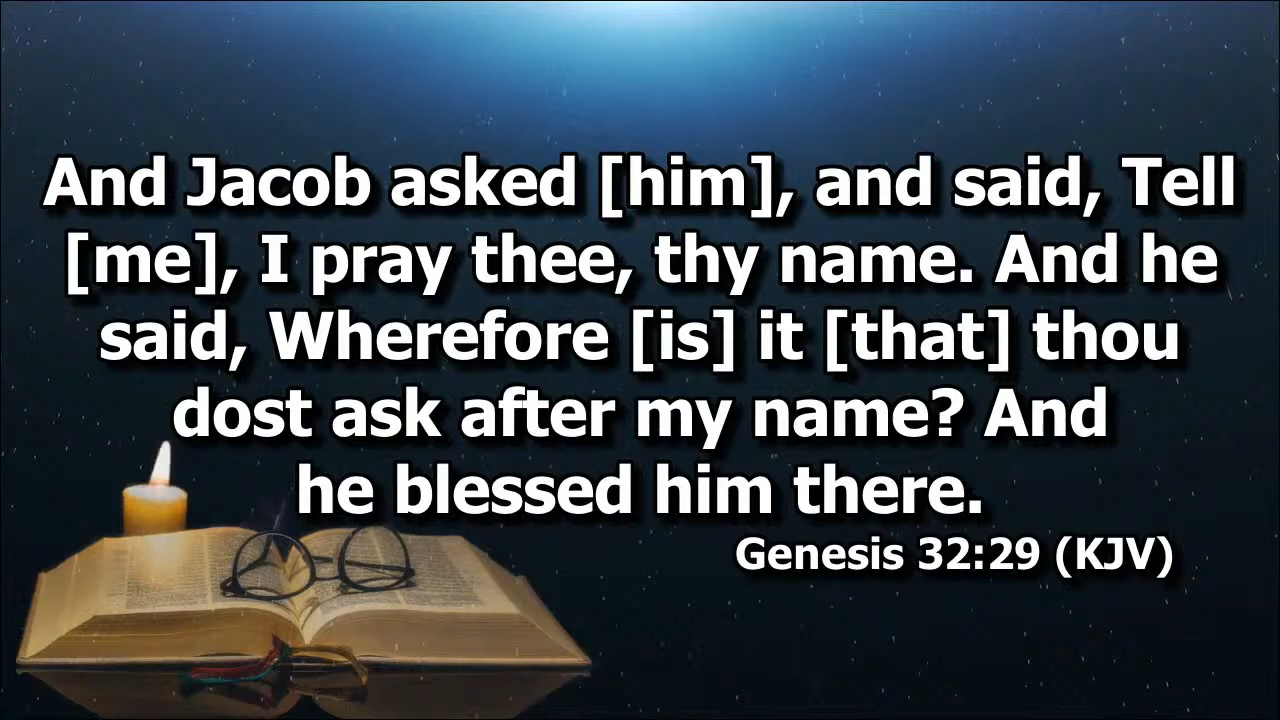 And Jacob asked [him], and said, Tell
[me], I pray thee, thy name. And he
said, Wherefore [is] it [that] thou
dost ask after my name? And
he blessed him there.
Genesis 32:29 (KJV)